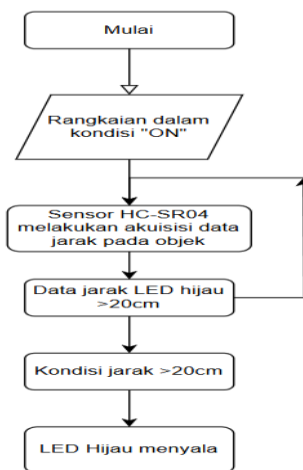 Mulai
Rangkaian dalam
kondisi "ON"
Sensor HC-SR04
melakukan akuisisi data
jarak pada objek
Data jarak LED hijau
>20cm
Kondisi jarak >20cm
LED Hijau menyala